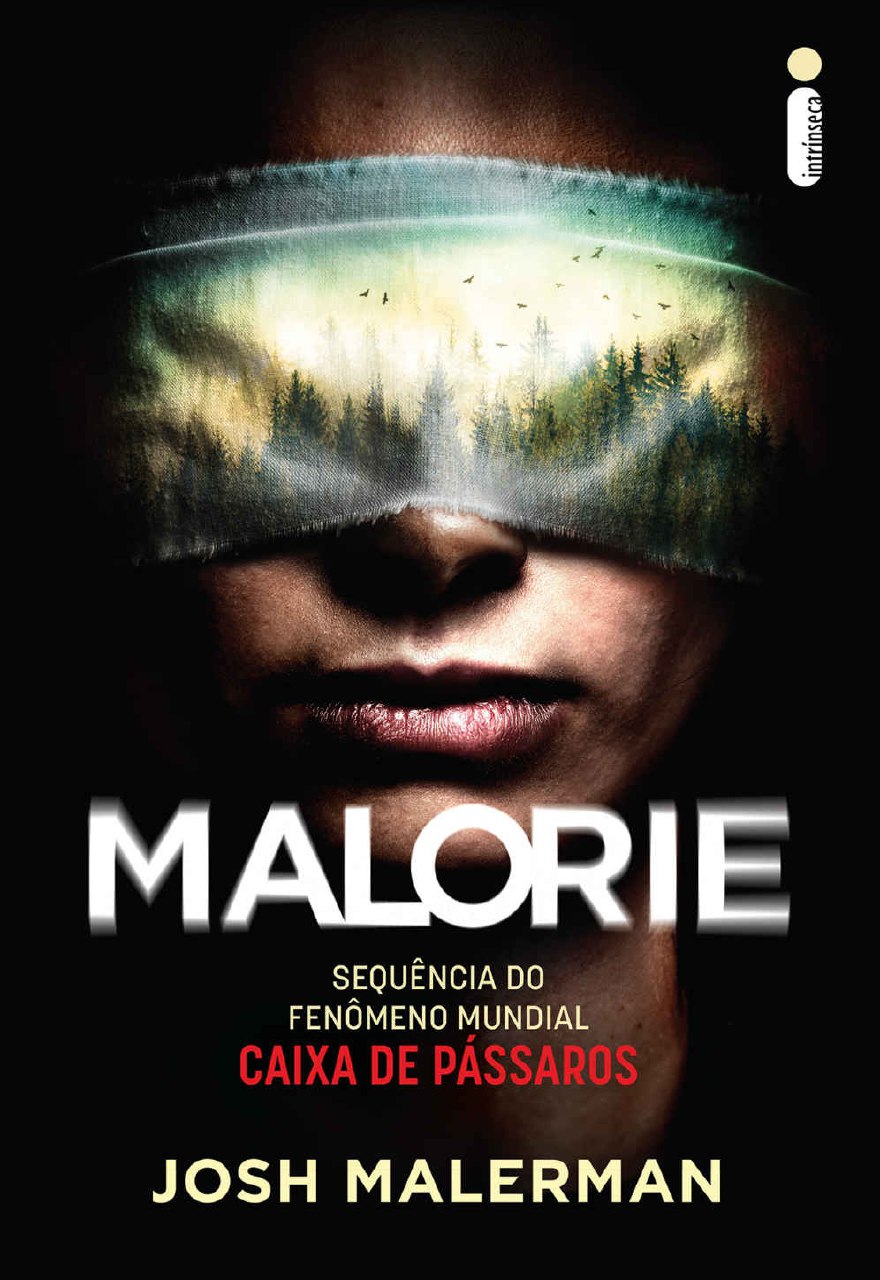 intrínseca
MALORIE
SEQUÊNCIA DO
FENÔMENO MUNDIAL
CAIXA DE PÁSSAROS
JOSH MALERMAN